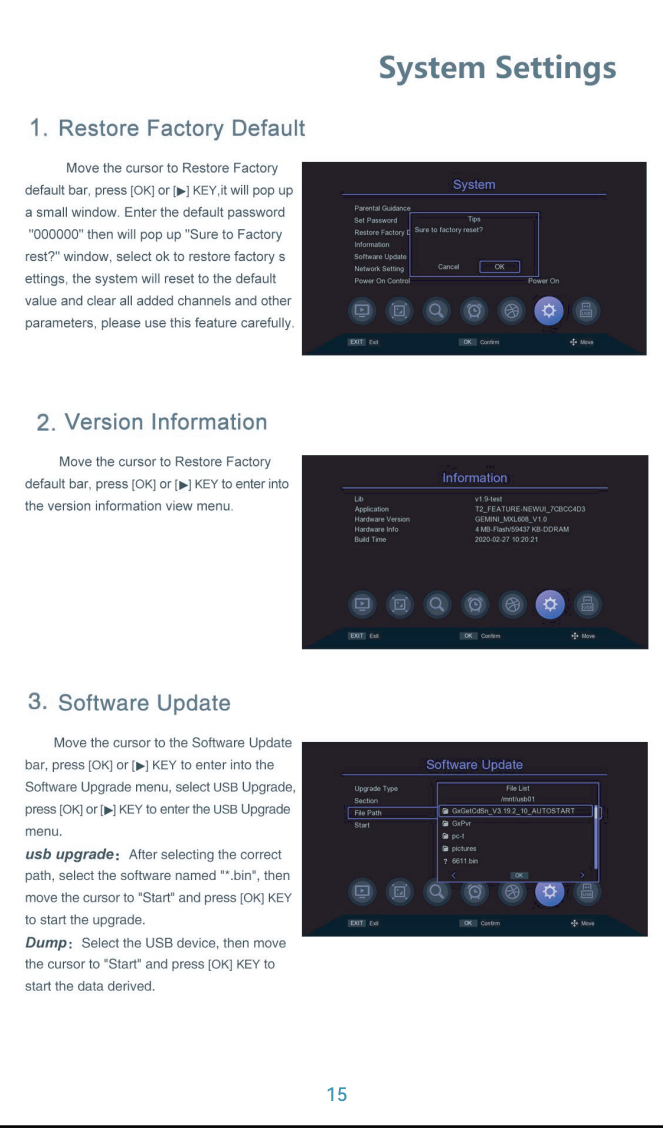 System Settings
1. Restore Factory Default
Move the cursor to Restore Factory
default bar, press [OK] or [▶] KEY,it will pop up
a small window. Enter the default password
"000000" then will pop up "Sure to Factory
rest?" window, select ok to restore factory s
ettings, the system will reset to the default
value and clear all added channels and other
parameters, please use this feature carefully.
System
Parental Guidance
Set Password
Restore Factory D
Information
Software Update
Network Setting
Power On Control
Power On
Tips
Sure to factory reset?
Cancel
OK
EXIT Exit
OK Confirm
Move
2. Version Information
Move the cursor to Restore Factory
default bar, press [OK] or [▶] KEY to enter into
the version information view menu.
Information
Lib v1.9-test
Application T2_FEATURE-NEWUI_7CBCC4D3
Hardware Version GEMINI_MXL608_V1.0
Hardware Info 4 MB-Flash/59437 KB-DDRAM
Build Time 2020-02-27 10:20:21
EXIT Exit
OK Confirm
Move
3. Software Update
Move the cursor to the Software Update
bar, press [OK] or [▶] KEY to enter into the
Software Upgrade menu, select USB Upgrade,
press [OK] or [▶] KEY to enter the USB Upgrade
menu.
usb upgrade: After selecting the correct
path, select the software named "*.bin", then
move the cursor to "Start" and press [OK] KEY
to start the upgrade.
Dump: Select the USB device, then move
the cursor to "Start" and press [OK] KEY to
start the data derived.
Software Update
Upgrade Type
Section
File Path
Start
File List
/mnt/usb01
GxGetCdSn_V3.19.2_10_AUTOSTART
GxPvr
pc-t
pictures
? 6611.bin
< OK >
EXIT Exit
OK Confirm
Move
15